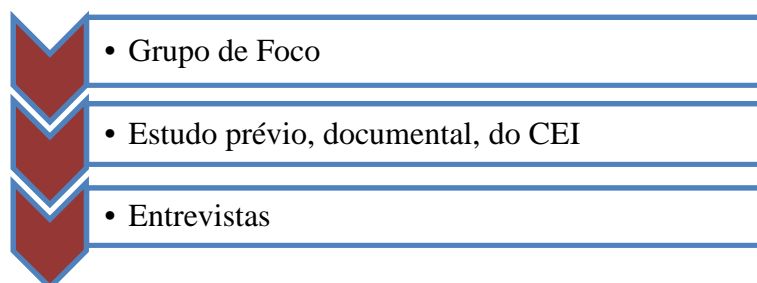 • Grupo de Foco
• Estudo prévio, documental, do CEI
• Entrevistas